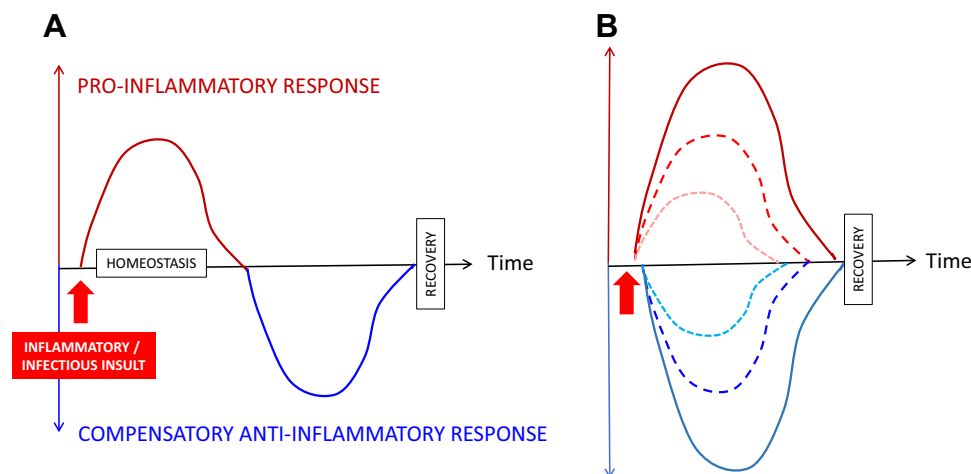 A
PRO-INFLAMMATORY RESPONSE
HOMEOSTASIS
RECOVERY
Time
INFLAMMATORY /
INFECTIOUS INSULT
COMPENSATORY ANTI-INFLAMMATORY RESPONSE
B
RECOVERY
Time